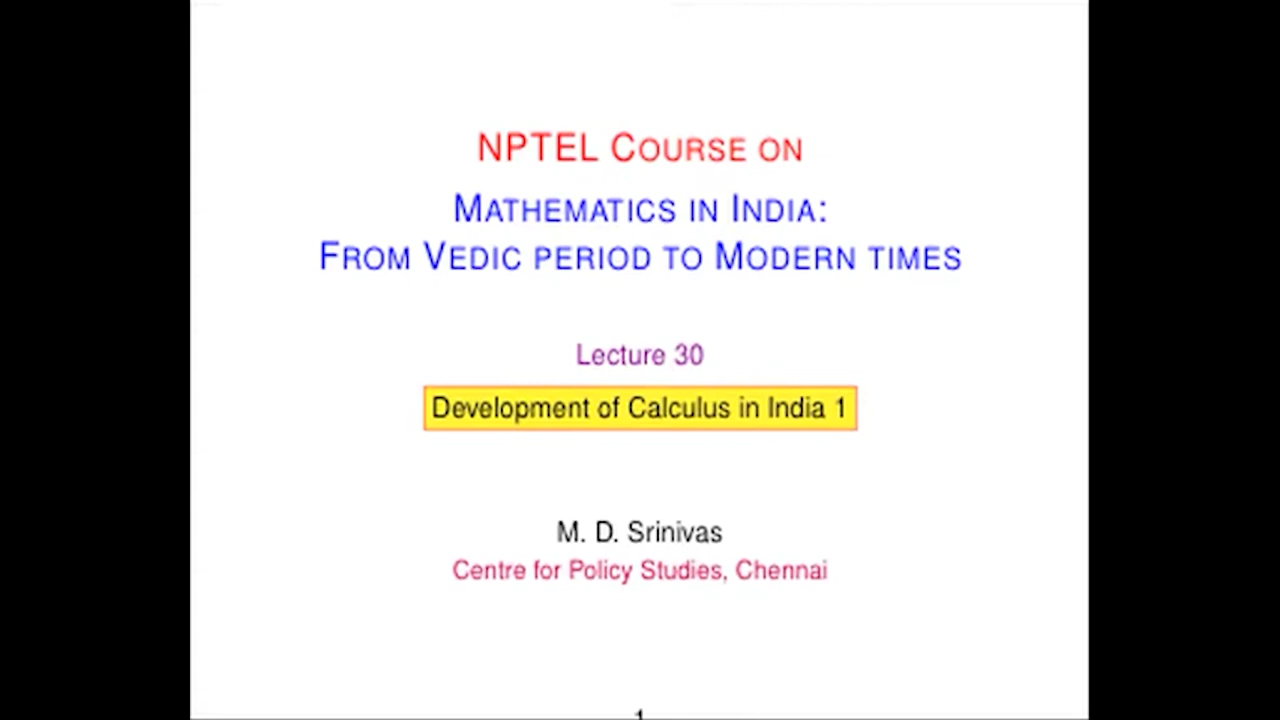 NPTEL COURSE ON
MATHEMATICS IN INDIA:
FROM VEDIC PERIOD TO MODERN TIMES
Lecture 30
Development of Calculus in India 1
M. D. Srinivas
Centre for Policy Studies, Chennai
1